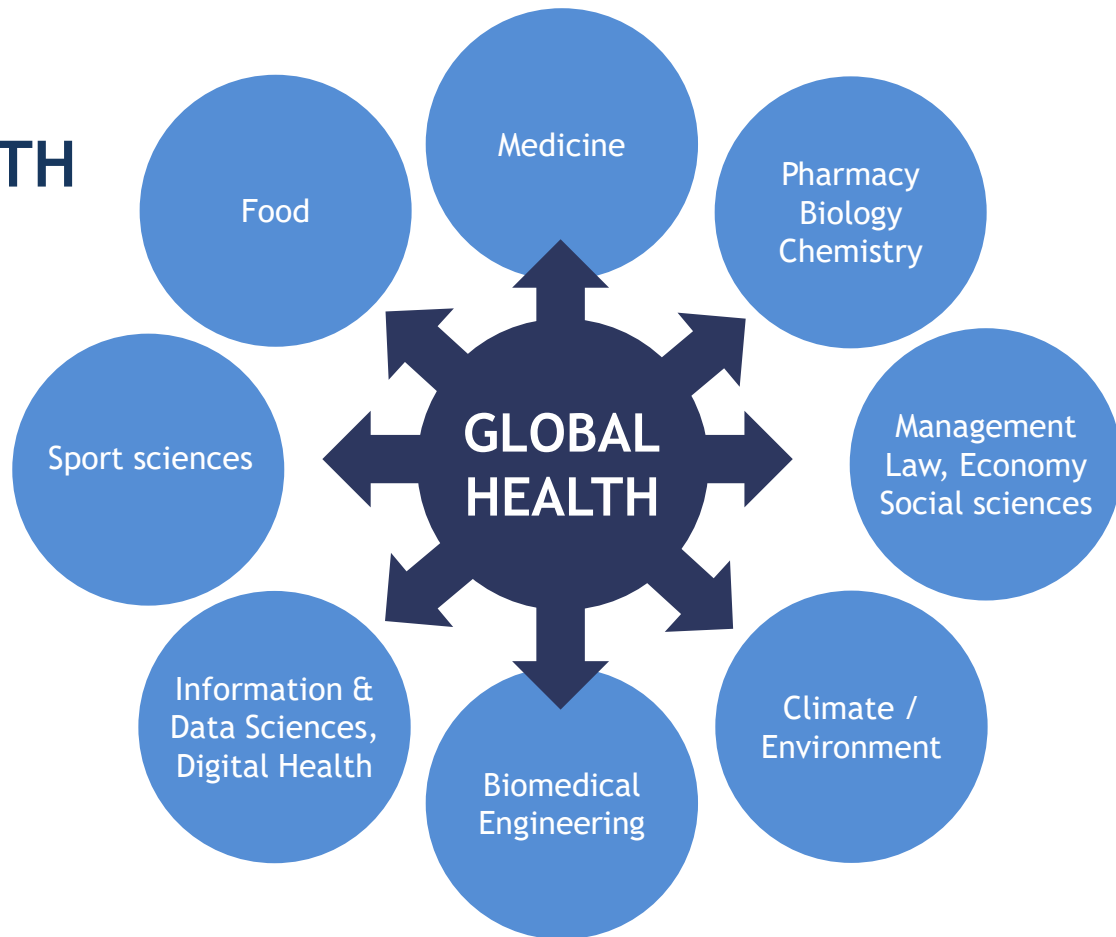 TH
Medicine
Food
Pharmacy
Biology
Chemistry
GLOBAL
HEALTH
Sport sciences
Management
Law, Economy
Social sciences
Information &
Data Sciences,
Digital Health
Climate /
Environment
Biomedical
Engineering